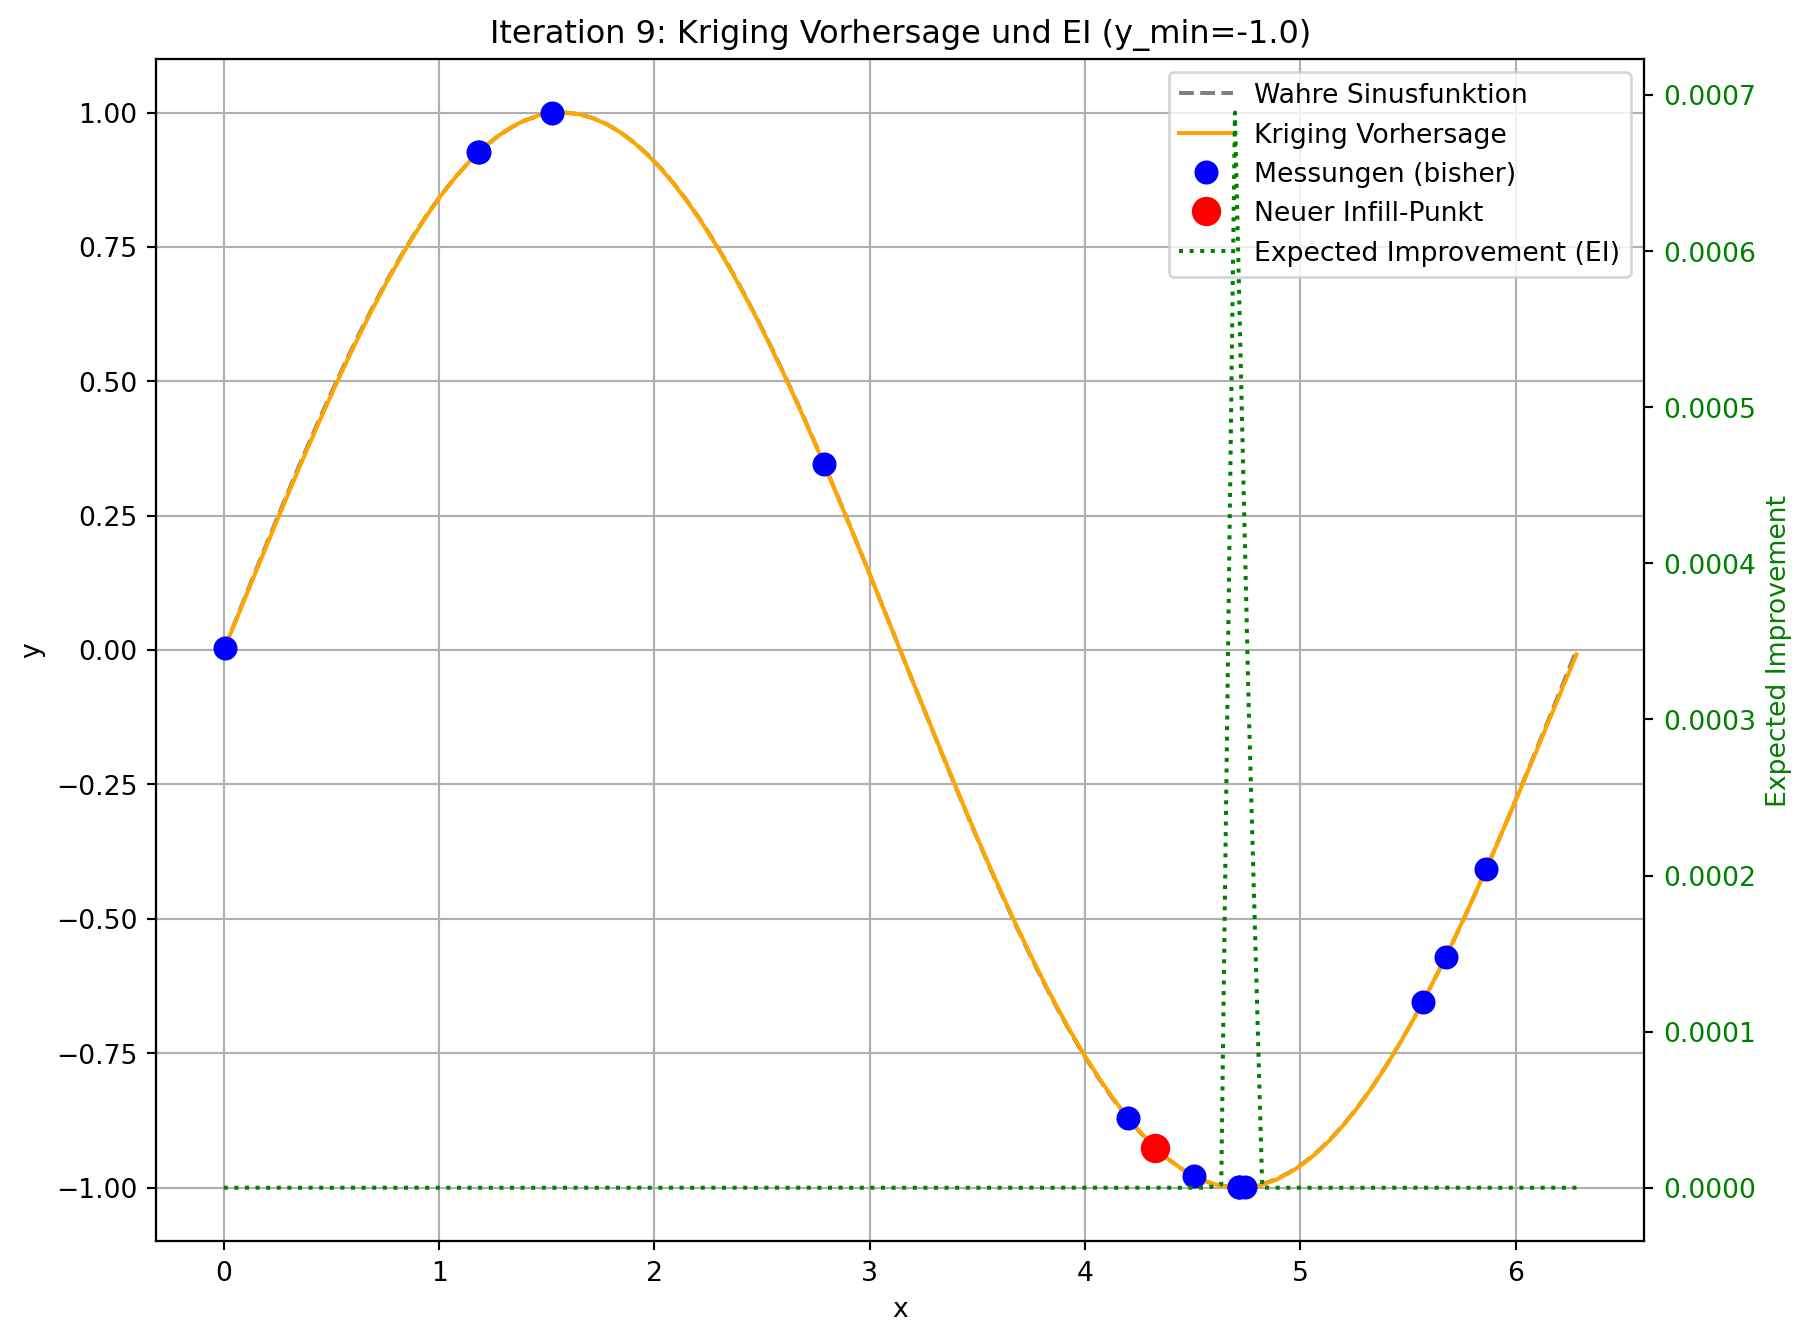 Iteration 9: Kriging Vorhersage und EI (y_min=-1.0)
Wahre Sinusfunktion
Kriging Vorhersage
Messungen (bisher)
Neuer Infill-Punkt
Expected Improvement (EI)
1.00
0.75
0.50
0.25
0.00
−0.25
−0.50
−0.75
−1.00
y
0.0007
0.0006
0.0005
0.0004
0.0003
0.0002
0.0001
0.0000
Expected Improvement
0 1 2 3 4 5 6
x